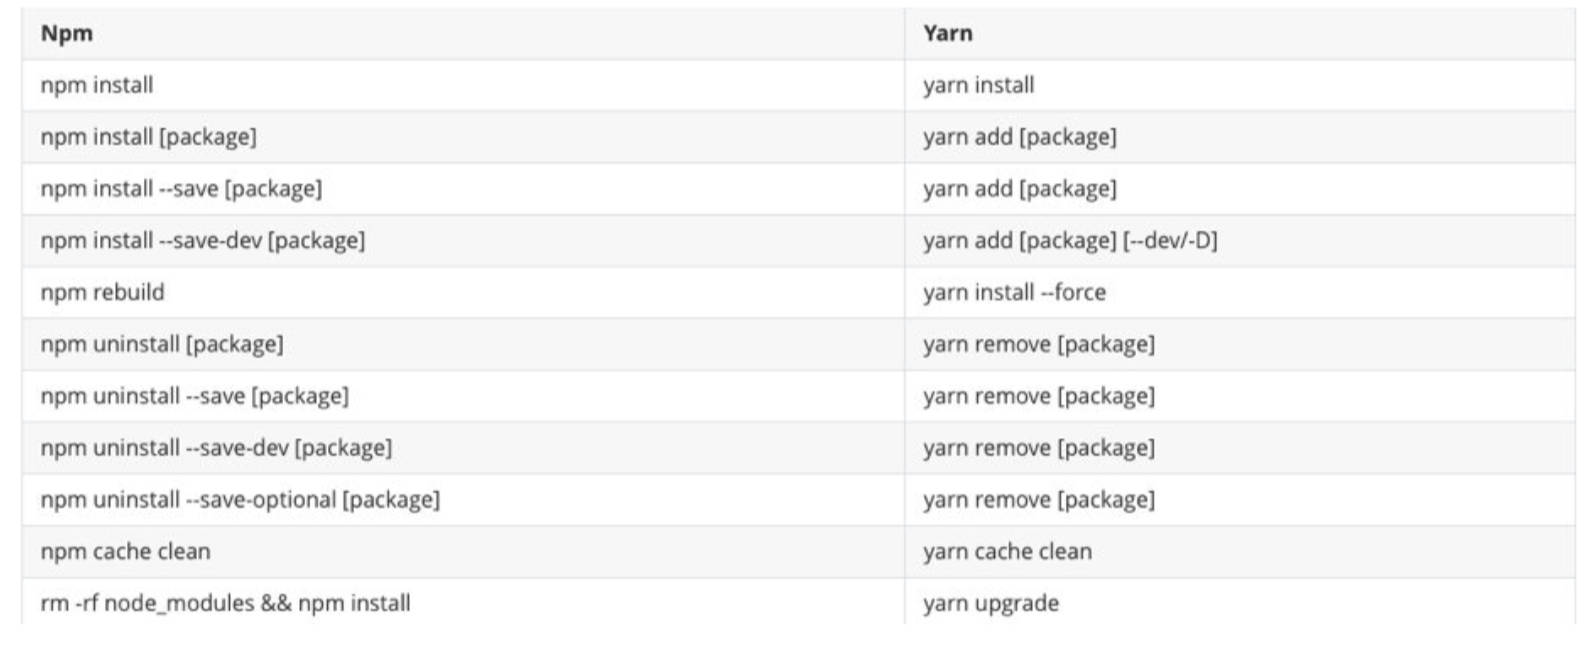 Npm Yarn
npm install yarn install
npm install [package] yarn add [package]
npm install --save [package] yarn add [package]
npm install --save-dev [package] yarn add [package] [--dev/-D]
npm rebuild yarn install --force
npm uninstall [package] yarn remove [package]
npm uninstall --save [package] yarn remove [package]
npm uninstall --save-dev [package] yarn remove [package]
npm uninstall --save-optional [package] yarn remove [package]
npm cache clean yarn cache clean
rm -rf node_modules && npm install yarn upgrade